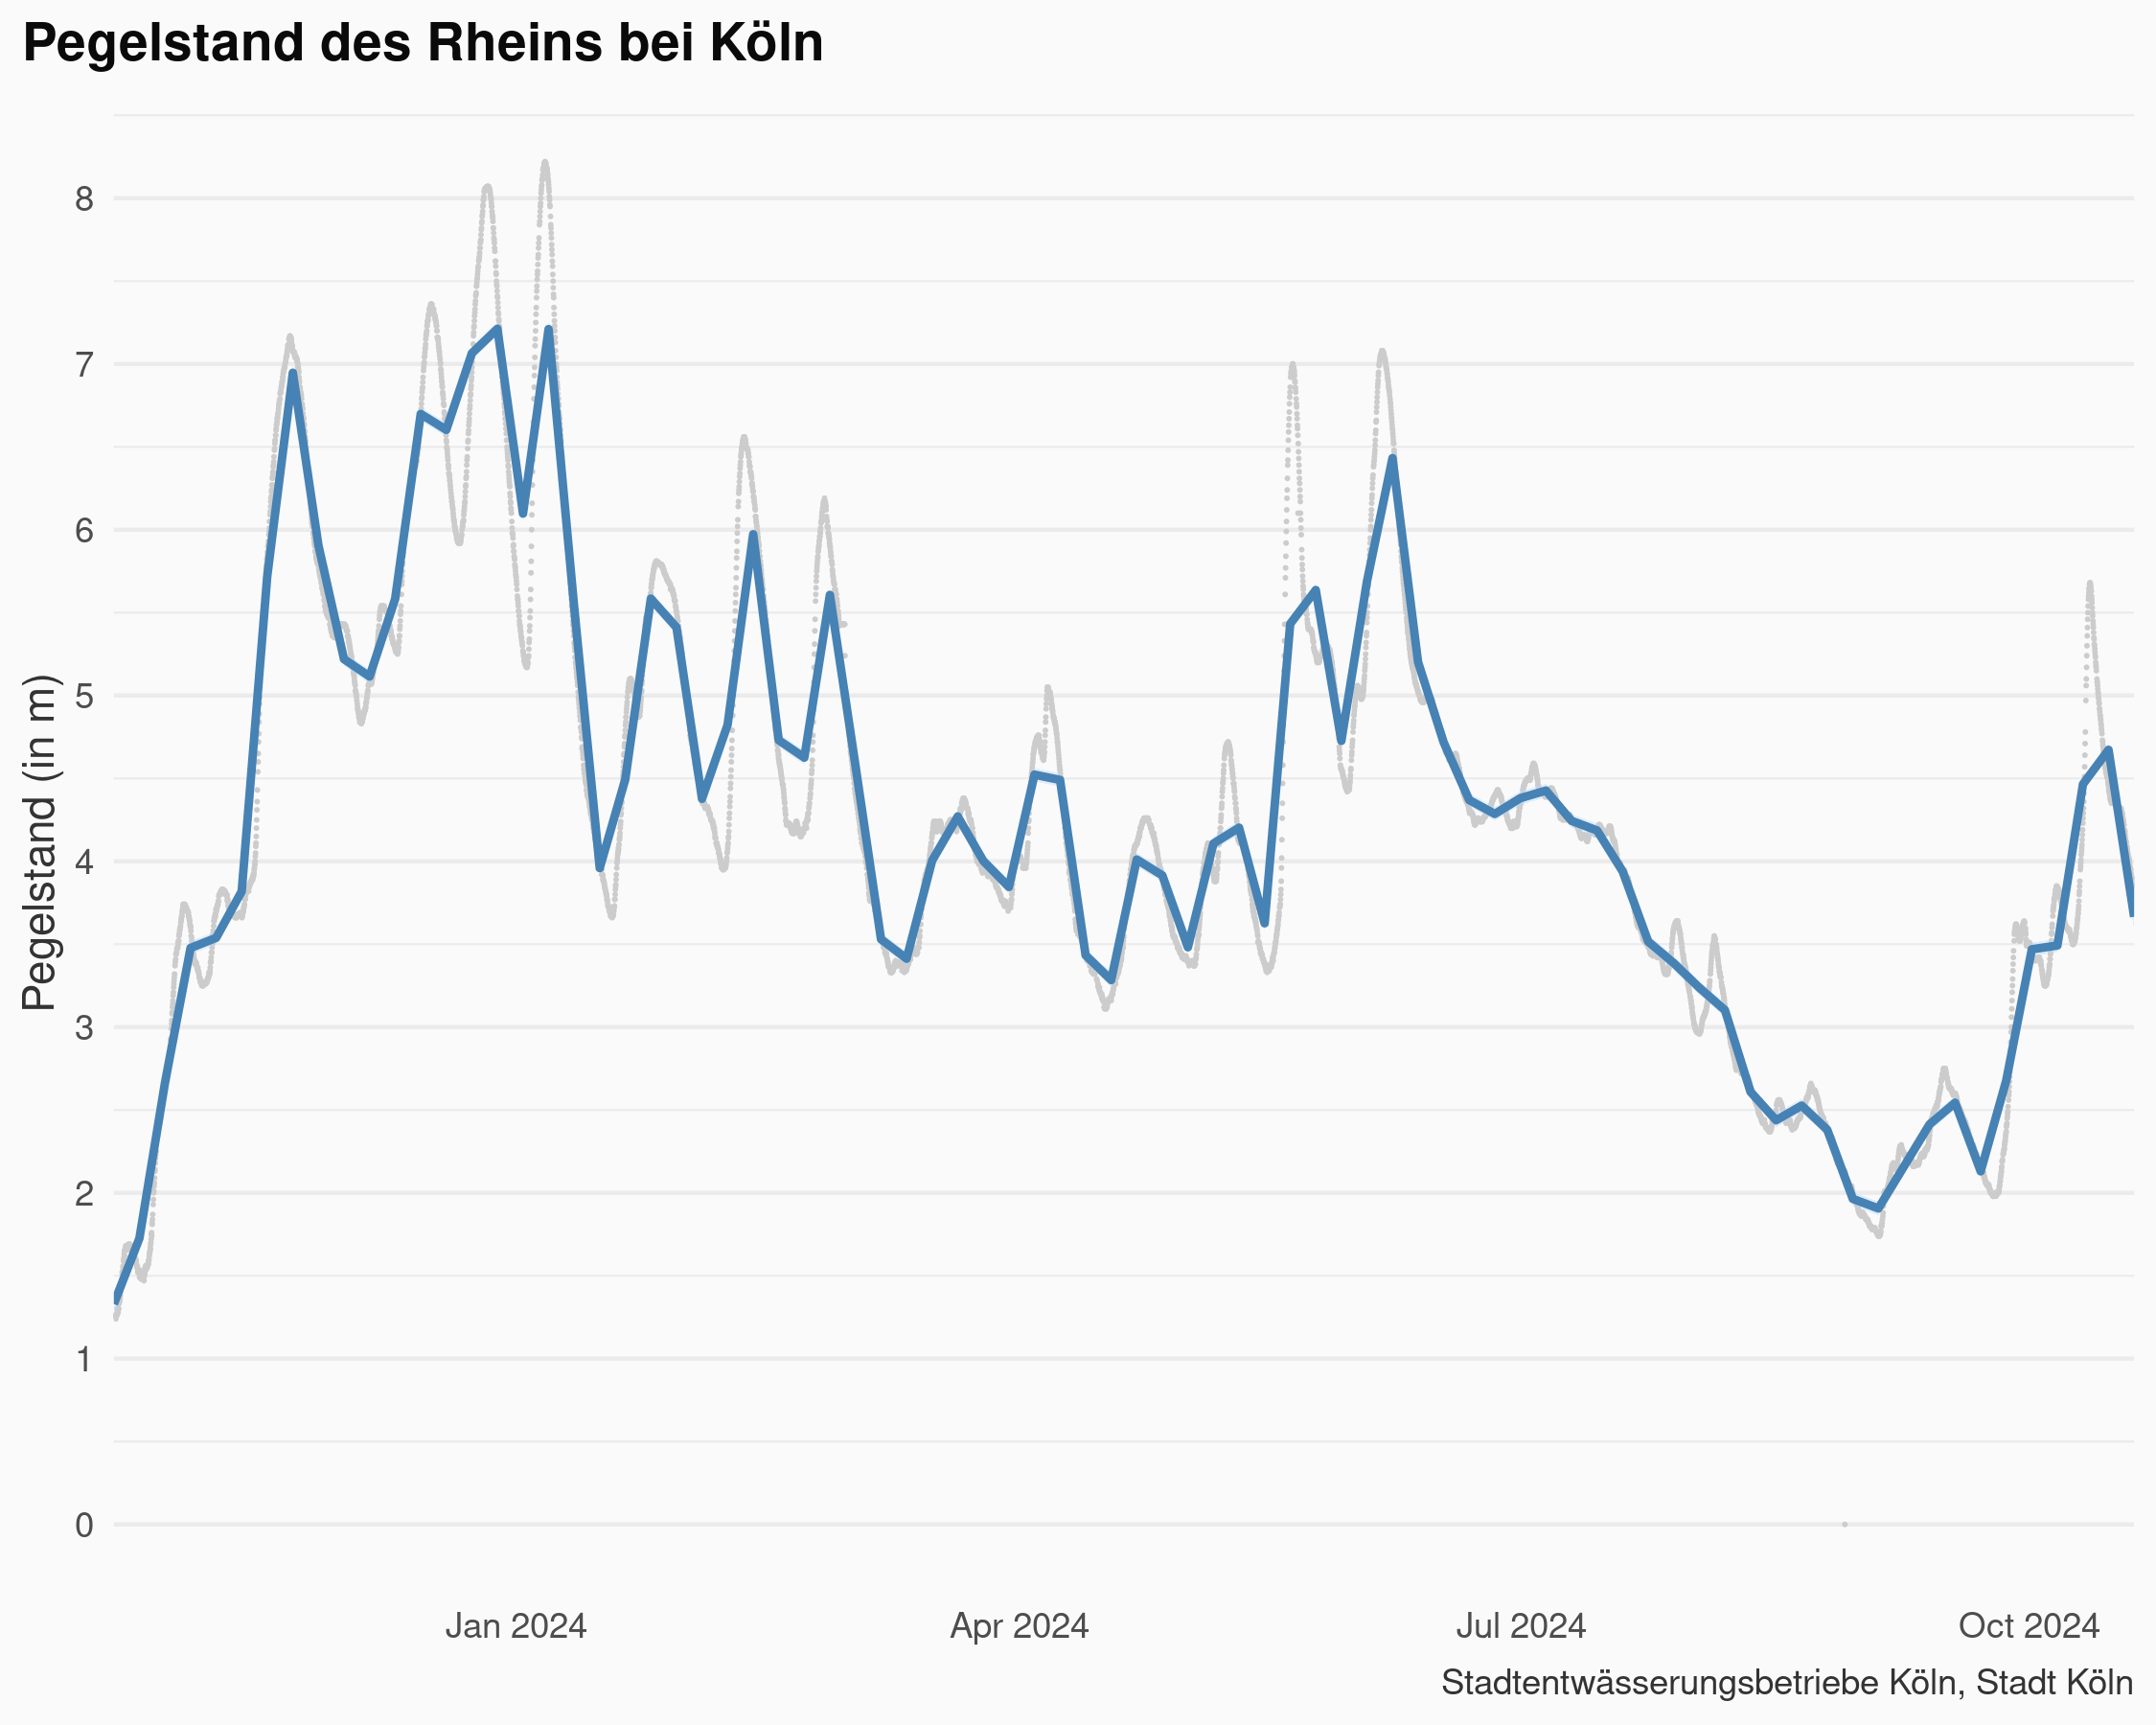 Pegelstand des Rheins bei Köln
Pegelstand (in m)
8
7
6
5
4
3
2
1
0
Jan 2024 Apr 2024 Jul 2024 Oct 2024
Stadtentwässerungsbetriebe Köln, Stadt Köln